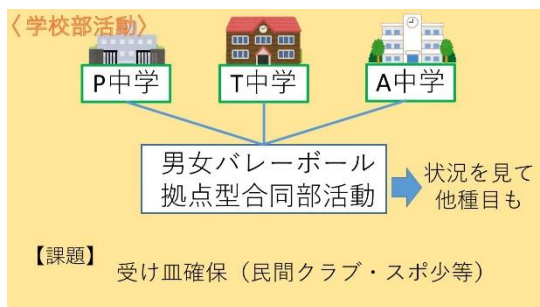 〈学校部活動〉
P中学
T中学
A中学
男女バレーボール
拠点型合同部活動
状況を見て
他種目も
【課題】
受け皿確保（民間クラブ・スポ少等）